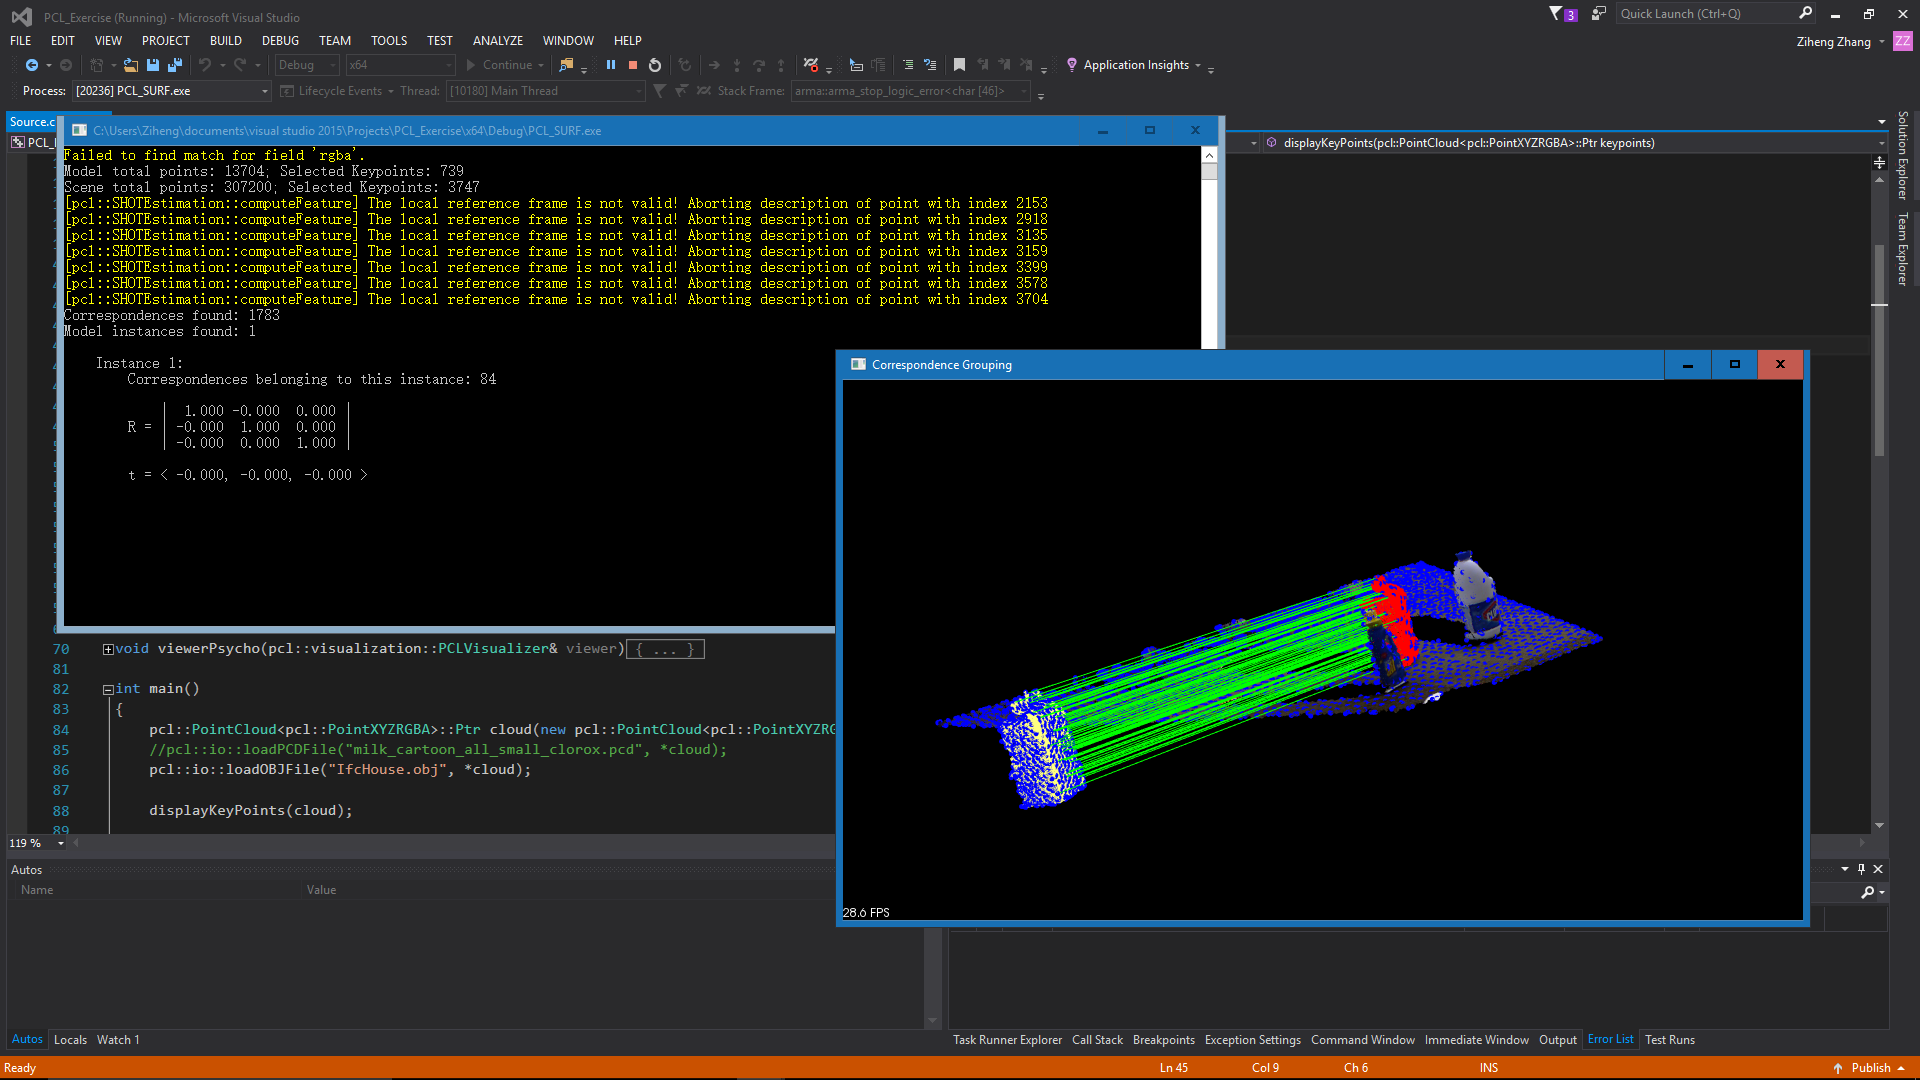 PCL_Exercise (Running) - Microsoft Visual Studio
3
Quick Launch (Ctrl+Q)
FILE EDIT VIEW PROJECT BUILD DEBUG TEAM TOOLS TEST ANALYZE WINDOW HELP
Ziheng Zhang ZZ
Debug x64 Continue Application Insights
Process: [20236] PCL_SURF.exe Lifecycle Events Thread: [10180] Main Thread Stack Frame: arma::arma_stop_logic_error<char [46]>
Source.c
C:\Users\Ziheng\documents\visual studio 2015\Projects\PCL_Exercise\x64\Debug\PCL_SURF.exe
PCL_
displayKeyPoints(pcl::PointCloud<pcl::PointXYZRGBA>::Ptr keypoints)
Solution Explorer
Team Explorer
Failed to find match for field 'rgba'.
Model total points: 13704; Selected Keypoints: 739
Scene total points: 307200; Selected Keypoints: 3747
[pcl::SHOTEstimation::computeFeature] The local reference frame is not valid! Aborting description of point with index 2153
[pcl::SHOTEstimation::computeFeature] The local reference frame is not valid! Aborting description of point with index 2918
[pcl::SHOTEstimation::computeFeature] The local reference frame is not valid! Aborting description of point with index 3135
[pcl::SHOTEstimation::computeFeature] The local reference frame is not valid! Aborting description of point with index 3159
[pcl::SHOTEstimation::computeFeature] The local reference frame is not valid! Aborting description of point with index 3399
[pcl::SHOTEstimation::computeFeature] The local reference frame is not valid! Aborting description of point with index 3578
[pcl::SHOTEstimation::computeFeature] The local reference frame is not valid! Aborting description of point with index 3704
Correspondences found: 1783
Model instances found: 1
Instance 1:
Correspondences belonging to this instance: 84
| 1.000 -0.000 0.000 |
R = | -0.000 1.000 0.000 |
| -0.000 0.000 1.000 |
t = < -0.000, -0.000, -0.000 >
Correspondence Grouping
28.6 FPS
70 void viewerPsycho(pcl::visualization::PCLVisualizer& viewer){ ... }
81
82 int main()
83 {
84 pcl::PointCloud<pcl::PointXYZRGBA>::Ptr cloud(new pcl::PointCloud<pcl::PointXYZRG
85 //pcl::io::loadPCDFile("milk_cartoon_all_small_clorox.pcd", *cloud);
86 pcl::io::loadOBJFile("IfcHouse.obj", *cloud);
87
88 displayKeyPoints(cloud);
89
119 %
Autos
Name Value
Autos Locals Watch 1
Task Runner Explorer Call Stack Breakpoints Exception Settings Command Window Immediate Window Output Error List Test Runs
Ready Ln 45 Col 9 Ch 6 INS Publish